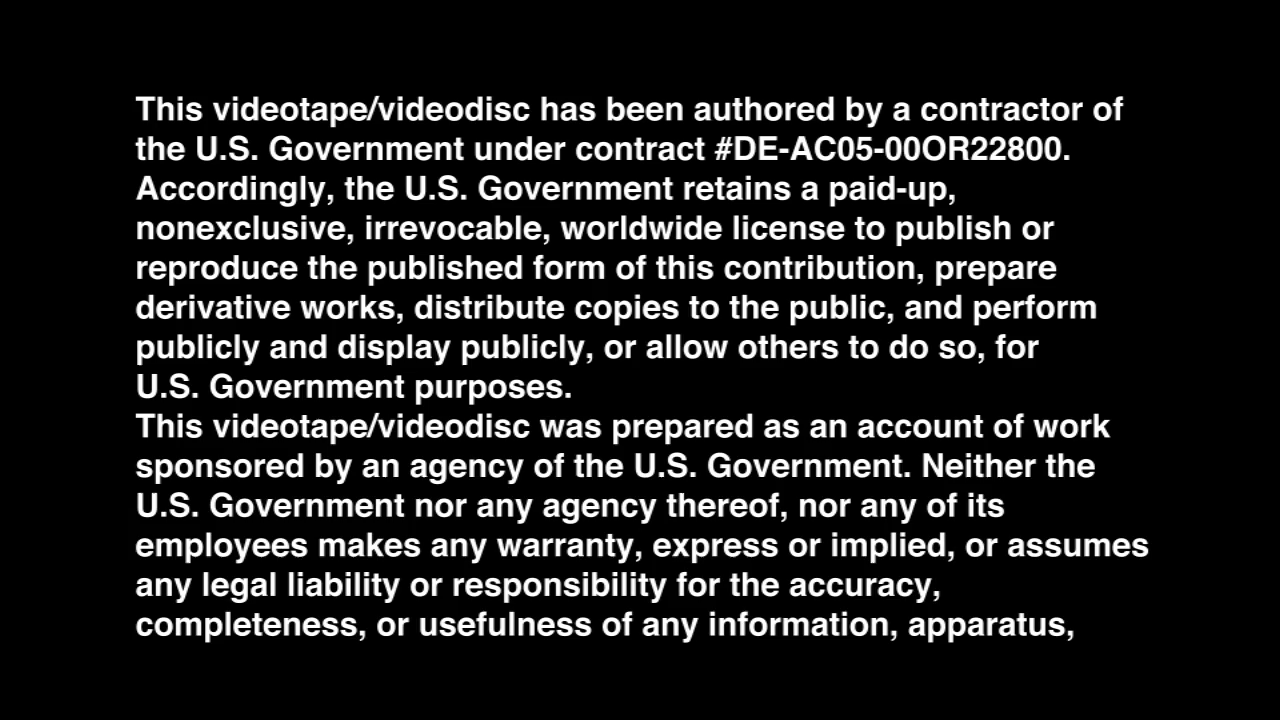 This videotape/videodisc has been authored by a contractor of
the U.S. Government under contract #DE-AC05-00OR22800.
Accordingly, the U.S. Government retains a paid-up,
nonexclusive, irrevocable, worldwide license to publish or
reproduce the published form of this contribution, prepare
derivative works, distribute copies to the public, and perform
publicly and display publicly, or allow others to do so, for
U.S. Government purposes.
This videotape/videodisc was prepared as an account of work
sponsored by an agency of the U.S. Government. Neither the
U.S. Government nor any agency thereof, nor any of its
employees makes any warranty, express or implied, or assumes
any legal liability or responsibility for the accuracy,
completeness, or usefulness of any information, apparatus,